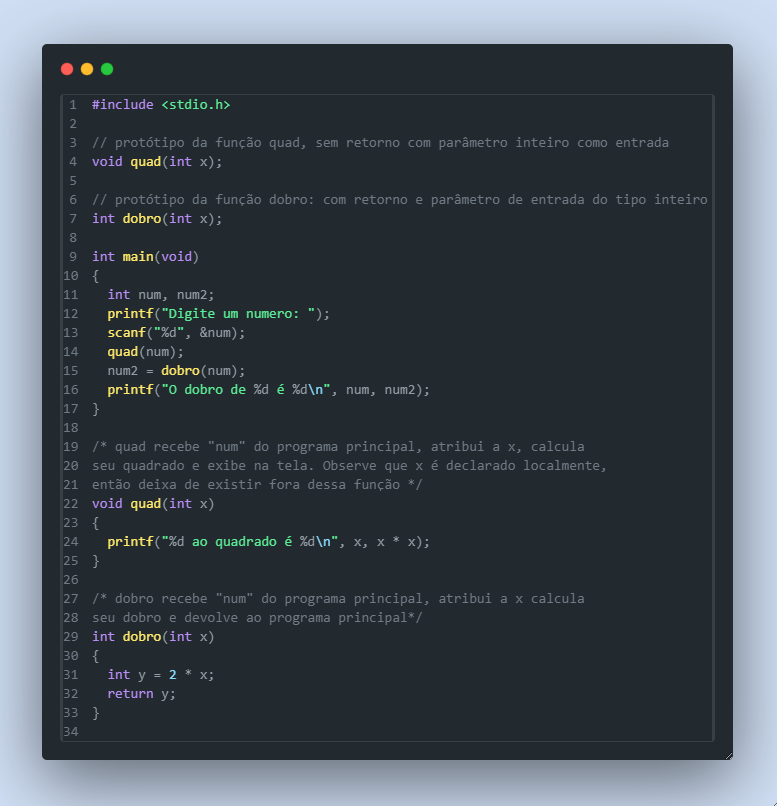 1 #include <stdio.h>
2
3 // protótipo da função quad, sem retorno com parâmetro inteiro como entrada
4 void quad(int x);
5
6 // protótipo da função dobro: com retorno e parâmetro de entrada do tipo inteiro
7 int dobro(int x);
8
9 int main(void)
10 {
11   int num, num2;
12   printf("Digite um numero: ");
13   scanf("%d", &num);
14   quad(num);
15   num2 = dobro(num);
16   printf("O dobro de %d é %d\n", num, num2);
17 }
18
19 /* quad recebe "num" do programa principal, atribui a x, calcula
20 seu quadrado e exibe na tela. Observe que x é declarado localmente,
21 então deixa de existir fora dessa função */
22 void quad(int x)
23 {
24   printf("%d ao quadrado é %d\n", x, x * x);
25 }
26
27 /* dobro recebe "num" do programa principal, atribui a x calcula
28 seu dobro e devolve ao programa principal*/
29 int dobro(int x)
30 {
31   int y = 2 * x;
32   return y;
33 }
34